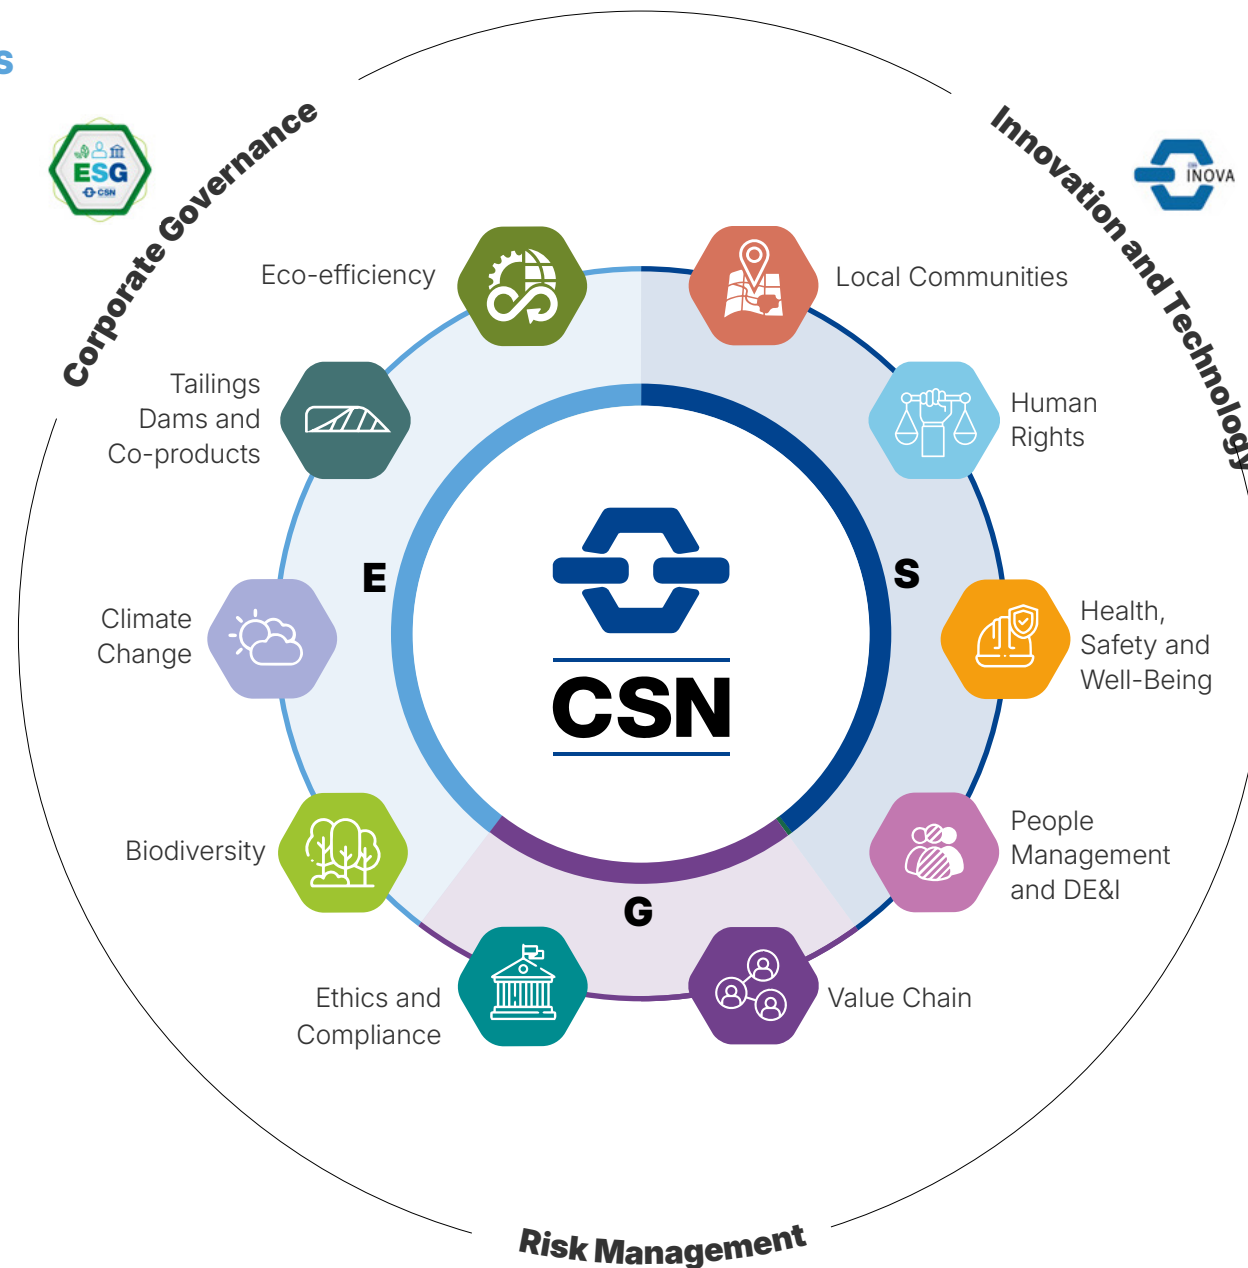 s
Corporate Governance
ESG
CSN
Innovation and Technology
INOVA
Eco-efficiency
Local Communities
Tailings
Dams and
Co-products
Human
Rights
E
S
Climate
Change
Health,
Safety and
Well-Being
CSN
Biodiversity
People
Management
and DE&I
G
Ethics and
Compliance
Value Chain
Risk Management